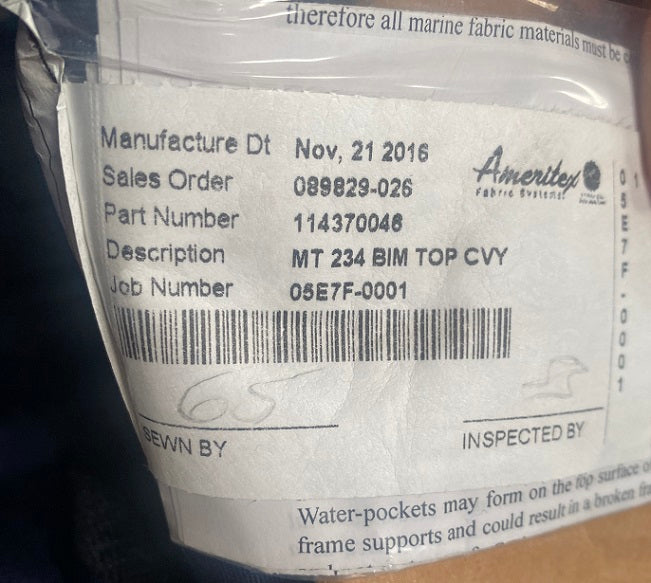 therefore all marine fabric materials must be
Manufacture Dt Nov, 21 2016
Sales Order 089829-026
Part Number 114370046
Description MT 234 BIM TOP CVY
Job Number 05E7F-0001
Ameritex
Fabric Systems
01
05E7F-0001
65
SEWN BY
INSPECTED BY
Water-pockets may form on the top surface
frame supports and could result in a broken